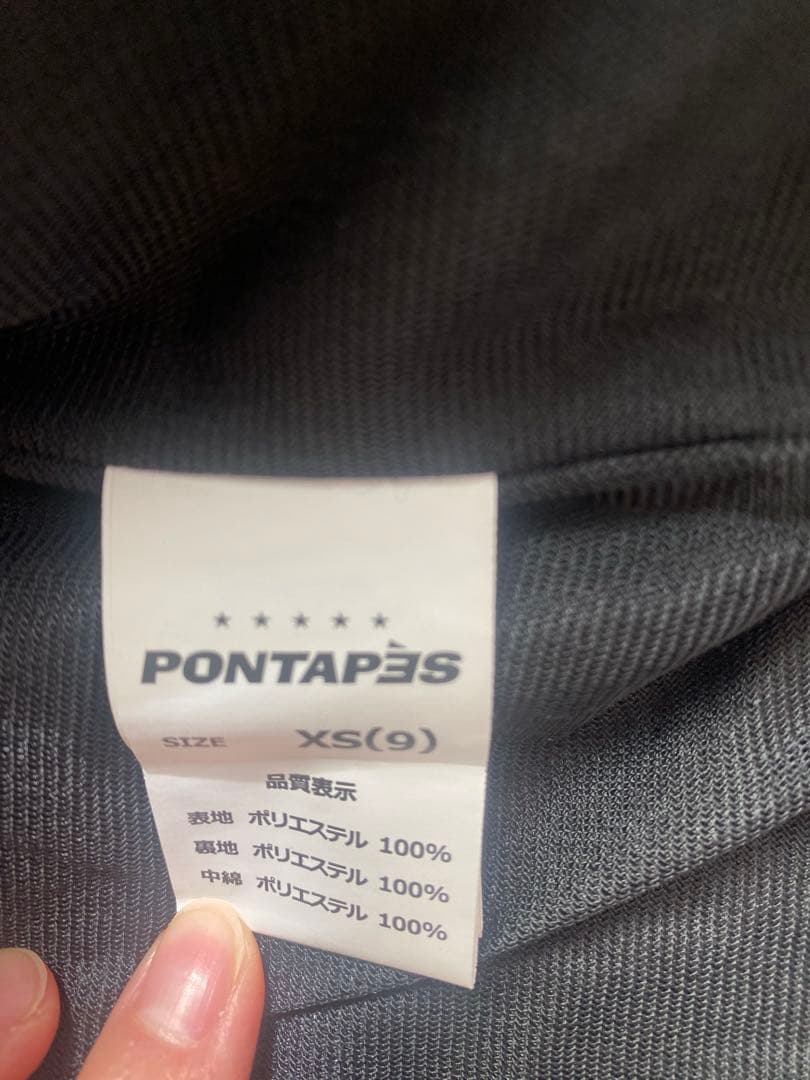 ★★★★★
PONTAPÈS
SIZE XS(9)
品質表示
表地 ポリエステル 100%
裏地 ポリエステル 100%
中綿 ポリエステル 100%